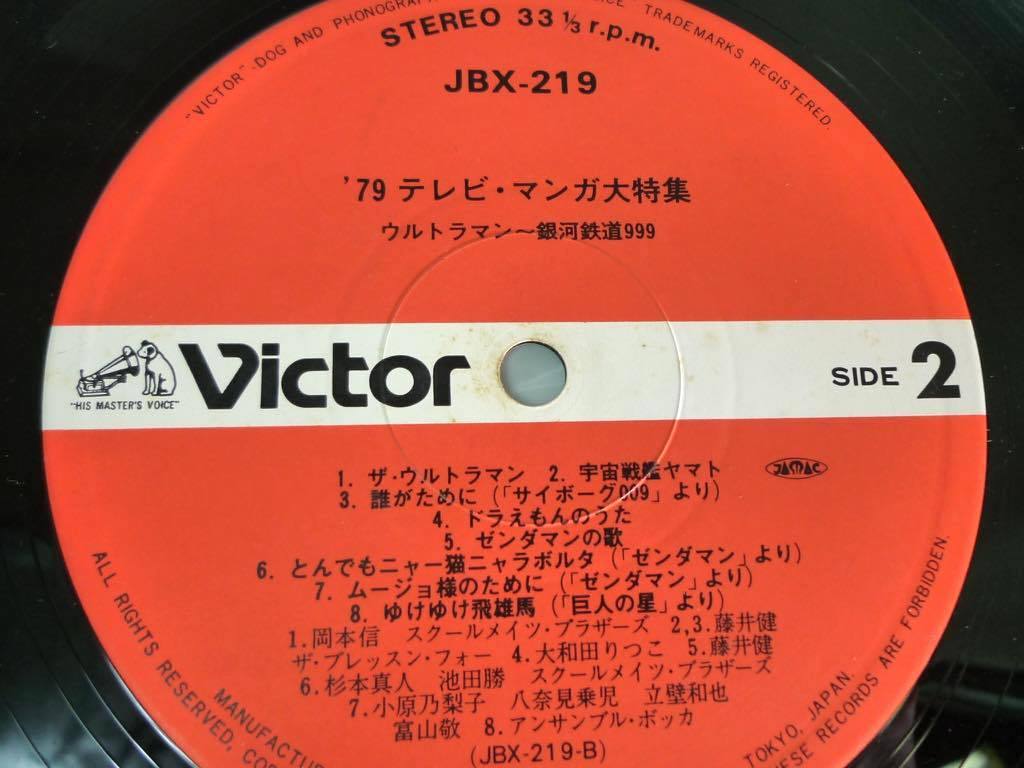 "VICTOR"-DOG AND PHONOGRAPH TRADEMARKS REGISTERED.
STEREO 33 1/3 r.p.m.
JBX-219
'79 テレビ・マンガ大特集
ウルトラマン〜銀河鉄道999
"HIS MASTER'S VOICE"
Victor
SIDE 2
1. ザ・ウルトラマン 2. 宇宙戦艦ヤマト
JASRAC
3. 誰がために (「サイボーグ009」より)
4. ドラえもんのうた
5. ゼンダマンの歌
6. とんでもニャー猫ニャラボルタ (「ゼンダマン」より)
7. ムージョ様のために (「ゼンダマン」より)
8. ゆけゆけ飛雄馬 (「巨人の星」より)
1.岡本信 スクールメイツ・ブラザーズ 2,3.藤井健
ザ・ブレッスン・フォー 4.大和田りつこ 5.藤井健
6.杉本真人 池田勝 スクールメイツ・ブラザーズ
7.小原乃梨子 八奈見乗児 立壁和也
富山敬 8.アンサンブル・ボッカ
(JBX-219-B)
ALL RIGHTS RESERVED,
TOKYO, JAPAN.
ARE FORBIDDEN.